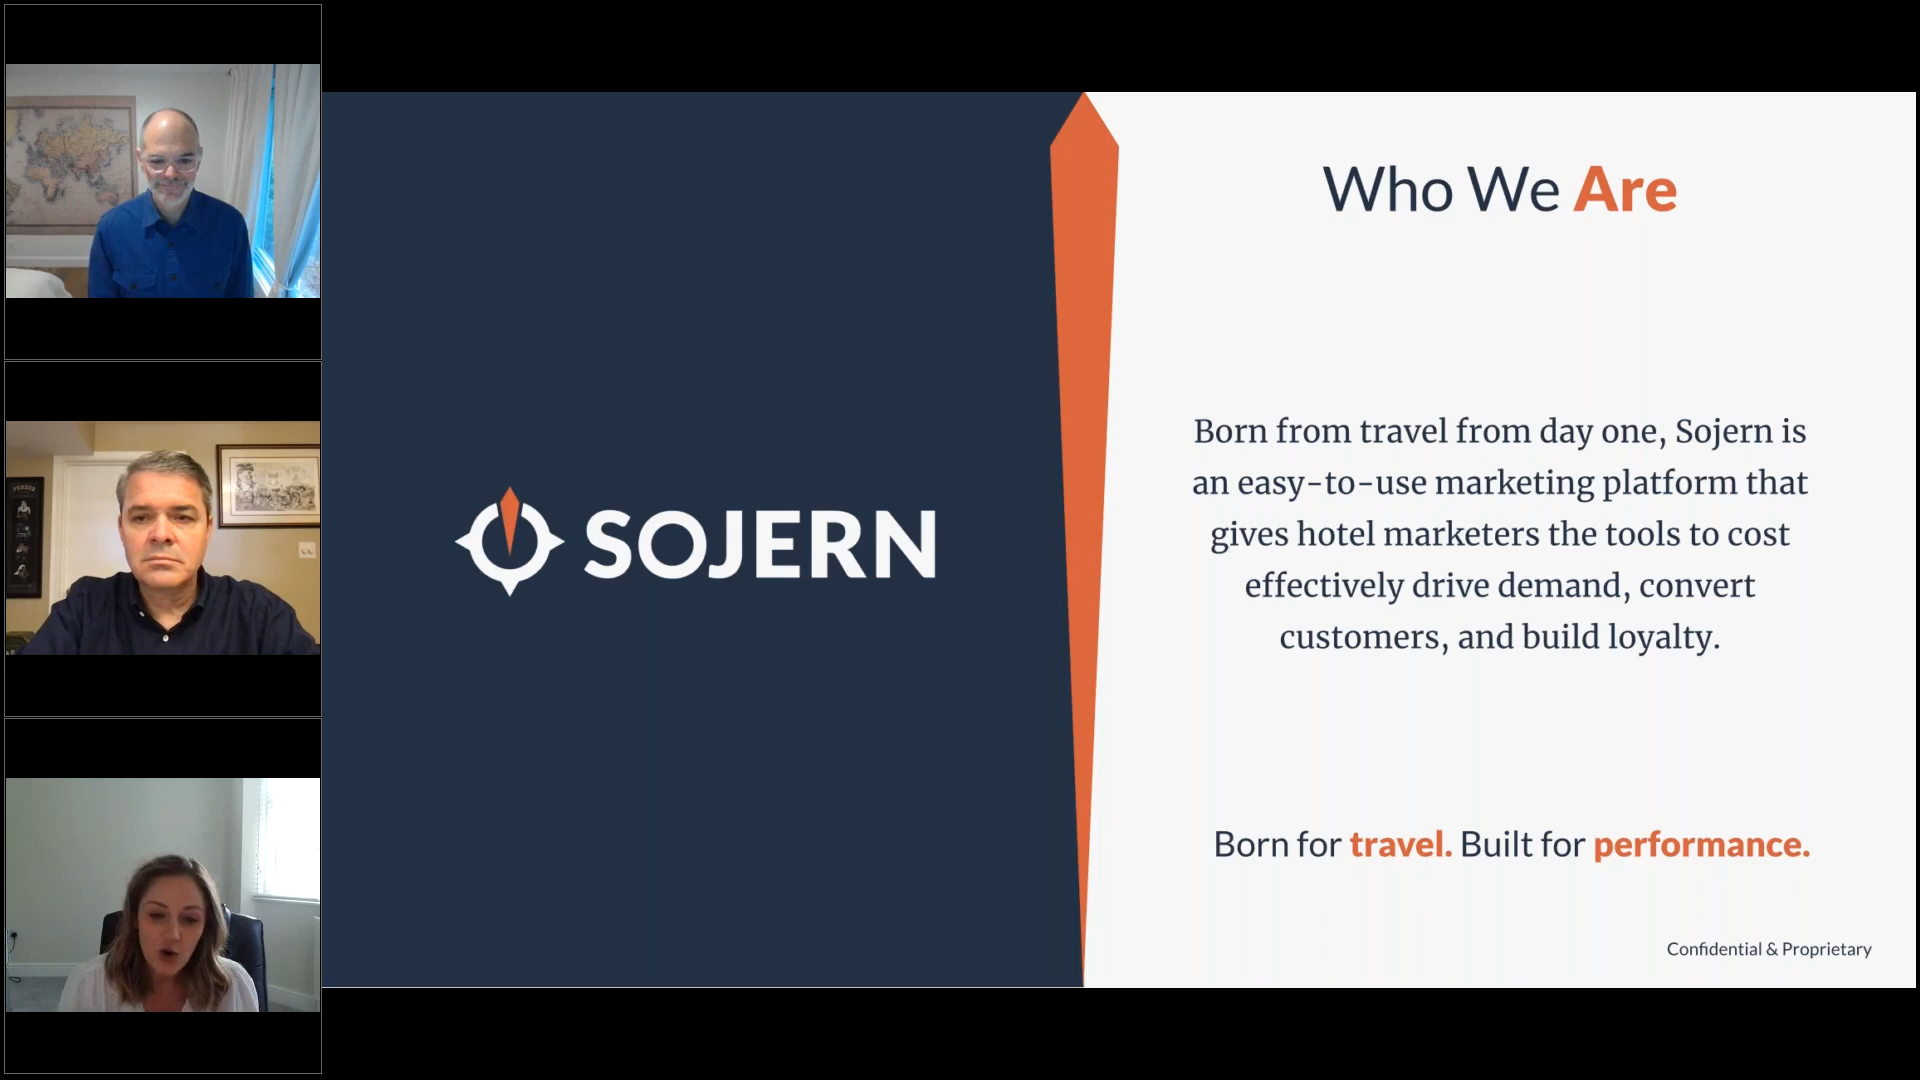 SOJERN
Who We Are
Born from travel from day one, Sojern is
an easy-to-use marketing platform that
gives hotel marketers the tools to cost
effectively drive demand, convert
customers, and build loyalty.
Born for travel. Built for performance.
Confidential & Proprietary